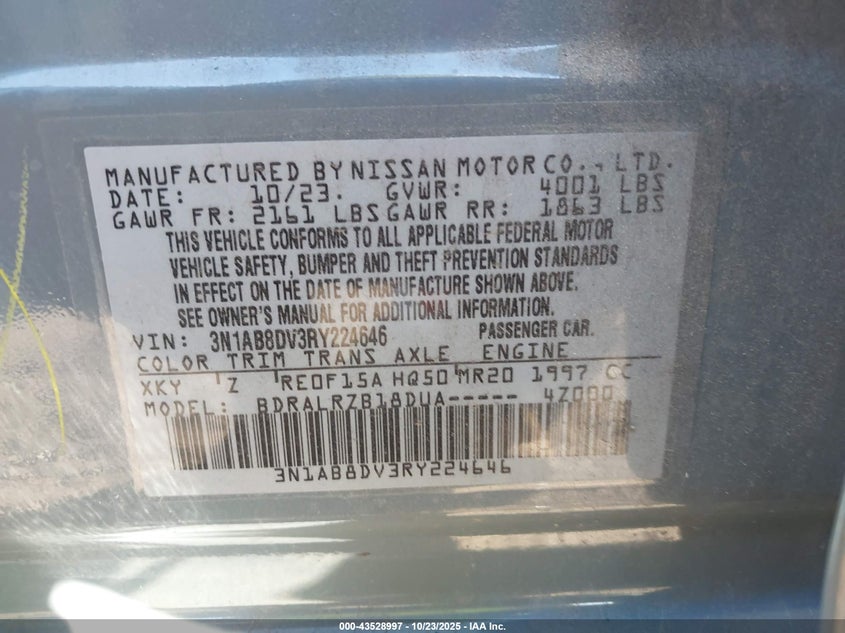 MANUFACTURED BY NISSAN MOTOR CO., LTD.
DATE: 10/23. GVWR: 4001 LBS
GAWR FR: 2161 LBS GAWR RR: 1863 LBS
THIS VEHICLE CONFORMS TO ALL APPLICABLE FEDERAL MOTOR
VEHICLE SAFETY, BUMPER AND THEFT PREVENTION STANDARDS
IN EFFECT ON THE DATE OF MANUFACTURE SHOWN ABOVE.
SEE OWNER'S MANUAL FOR ADDITIONAL INFORMATION.
VIN: 3N1AB8DV3RY224646 PASSENGER CAR.
COLOR TRIM TRANS AXLE ENGINE
XKY Z RE0F15A HQ50 MR20 1997 CC
MODEL: BDRALRZB18DUA----- 4Z000
3N1AB8DV3RY224646
000-43528997 - 10/23/2025 - IAA Inc.